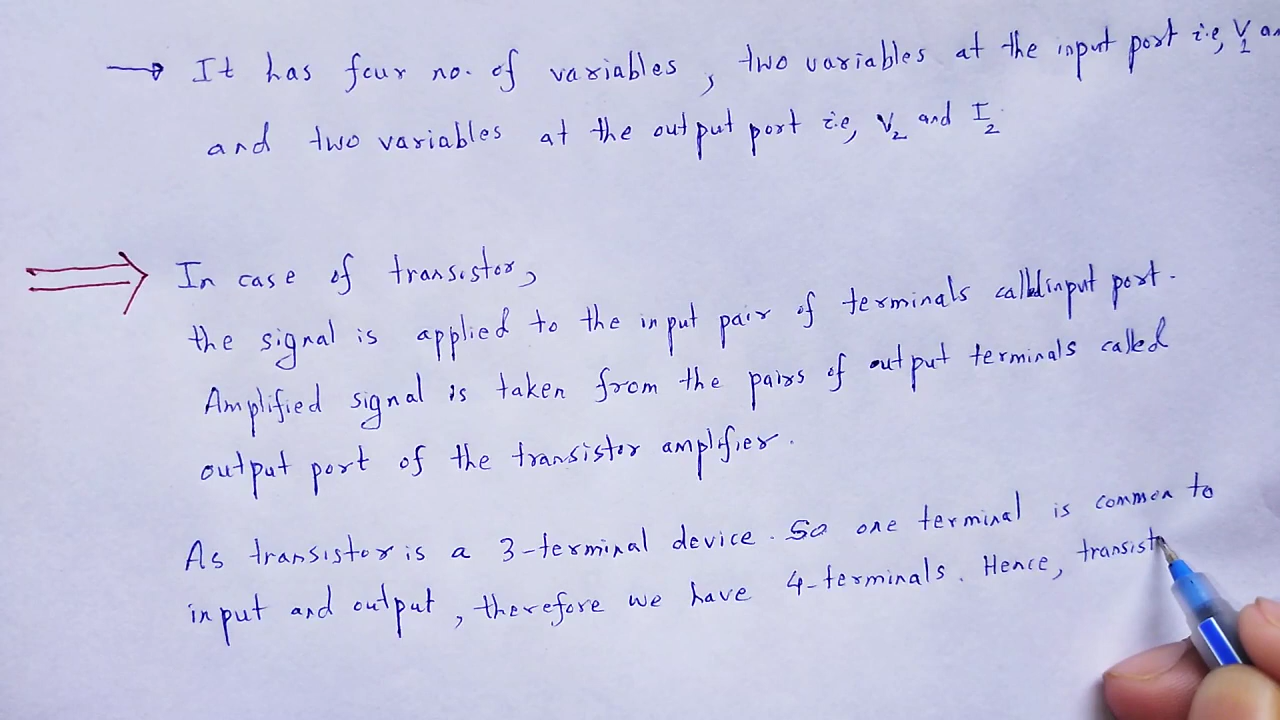 → It has four no. of variables, two variables at the input port i.e, V1 an
and two variables at the output port i.e, V2 and I2
⇒ In case of transistor,
the signal is applied to the input pair of terminals called input port.
Amplified signal is taken from the pairs of output terminals called
output port of the transistor amplifier.
As transistor is a 3-terminal device. So one terminal is common to
input and output, therefore we have 4-terminals. Hence, transist